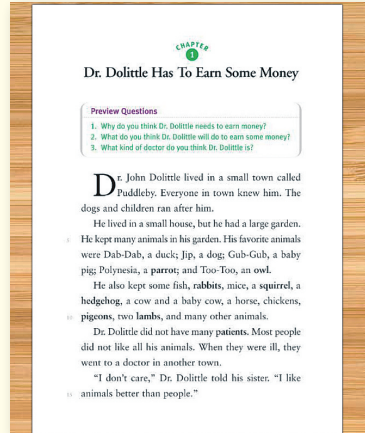 CHAPTER
1
Dr. Dolittle Has To Earn Some Money
Preview Questions
1. Why do you think Dr. Dolittle needs to earn money?
2. What do you think Dr. Dolittle will do to earn some money?
3. What kind of doctor do you think Dr. Dolittle is?
Dr. John Dolittle lived in a small town called
Puddleby. Everyone in town knew him. The
dogs and children ran after him.
He lived in a small house, but he had a large garden.
5 He kept many animals in his garden. His favorite animals
were Dab-Dab, a duck; Jip, a dog; Gub-Gub, a baby
pig; Polynesia, a parrot; and Too-Too, an owl.
He also kept some fish, rabbits, mice, a squirrel, a
hedgehog, a cow and a baby cow, a horse, chickens,
10 pigeons, two lambs, and many other animals.
Dr. Dolittle did not have many patients. Most people
did not like all his animals. When they were ill, they
went to a doctor in another town.
"I don't care," Dr. Dolittle told his sister. "I like
15 animals better than people."